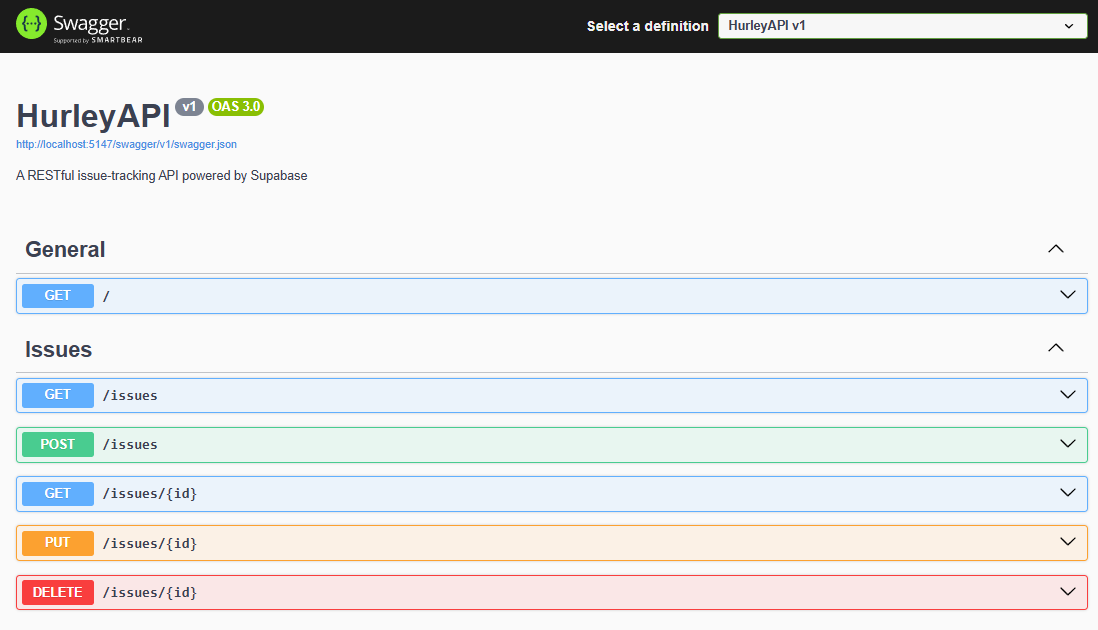 Swagger.
Supported by SMARTBEAR
Select a definition
HurleyAPI v1
HurleyAPI v1 OAS 3.0
http://localhost:5147/swagger/v1/swagger.json
A RESTful issue-tracking API powered by Supabase
General
GET /
Issues
GET /issues
POST /issues
GET /issues/{id}
PUT /issues/{id}
DELETE /issues/{id}